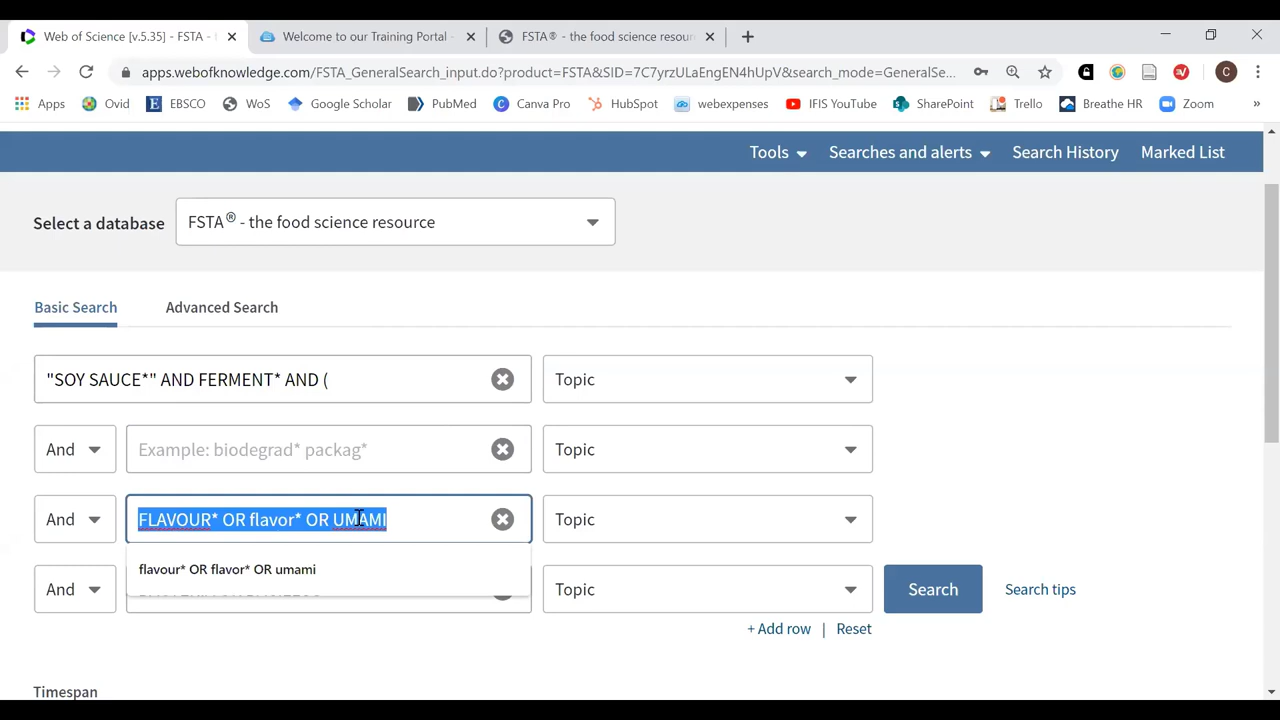 Web of Science [v.5.35] - FSTA -
Welcome to our Training Portal -
FSTA® - the food science resour
apps.webofknowledge.com/FSTA_GeneralSearch_input.do?product=FSTA&SID=7C7yrzULaEngEN4hUpV&search_mode=GeneralSe...
C
Apps Ovid EBSCO WoS Google Scholar PubMed Canva Pro HubSpot webexpenses IFIS YouTube SharePoint Trello Breathe HR Zoom »
Tools Searches and alerts Search History Marked List
Select a database FSTA® - the food science resource
Basic Search Advanced Search
"SOY SAUCE*" AND FERMENT* AND ( Topic
And Example: biodegrad* packag* Topic
And FLAVOUR* OR flavor* OR UMAMI Topic
flavour* OR flavor* OR umami
And Topic Search Search tips
+ Add row | Reset
Timespan